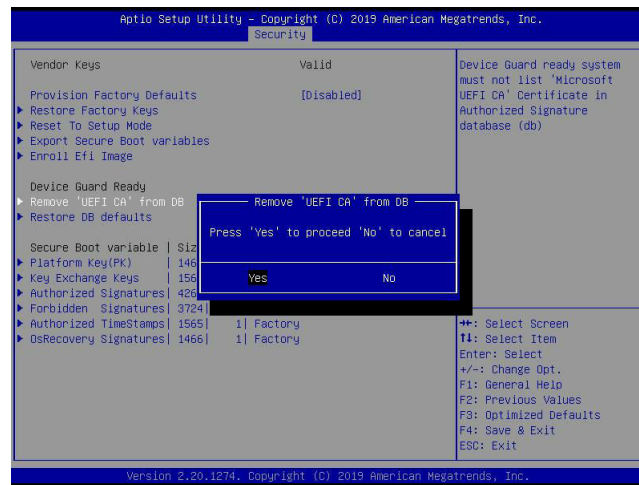 Aptio Setup Utility – Copyright (C) 2019 American Megatrends, Inc.
Security
Vendor Keys Valid
Provision Factory Defaults [Disabled]
Restore Factory Keys
Reset To Setup Mode
Export Secure Boot variables
Enroll Efi Image
Device Guard Ready
Remove 'UEFI CA' from DB
Restore DB defaults
Secure Boot variable | Siz
Platform Key(PK) | 146
Key Exchange Keys | 156
Authorized Signatures| 426
Forbidden Signatures| 3724|
Authorized TimeStamps| 1565| 1| Factory
OsRecovery Signatures| 1466| 1| Factory
Remove 'UEFI CA' from DB
Press 'Yes' to proceed 'No' to cancel
Yes No
Device Guard ready system
must not list 'Microsoft
UEFI CA' Certificate in
Authorized Signature
database (db)
→←: Select Screen
↑↓: Select Item
Enter: Select
+/-: Change Opt.
F1: General Help
F2: Previous Values
F3: Optimized Defaults
F4: Save & Exit
ESC: Exit
Version 2.20.1274. Copyright (C) 2019 American Megatrends, Inc.